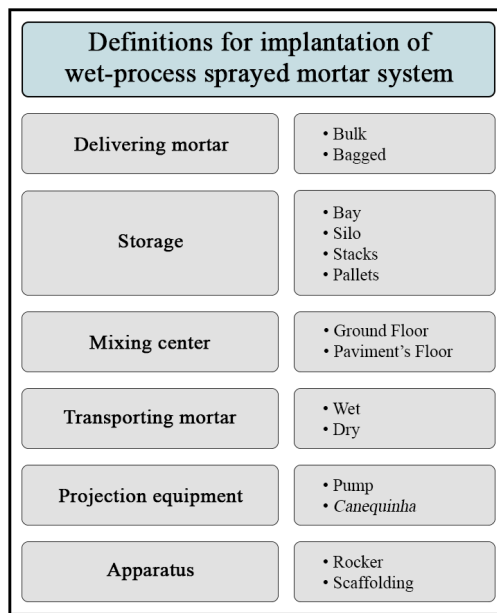 Definitions for implantation of
wet-process sprayed mortar system
Delivering mortar
• Bulk
• Bagged
Storage
• Bay
• Silo
• Stacks
• Pallets
Mixing center
• Ground Floor
• Paviment's Floor
Transporting mortar
• Wet
• Dry
Projection equipment
• Pump
• Canequinha
Apparatus
• Rocker
• Scaffolding